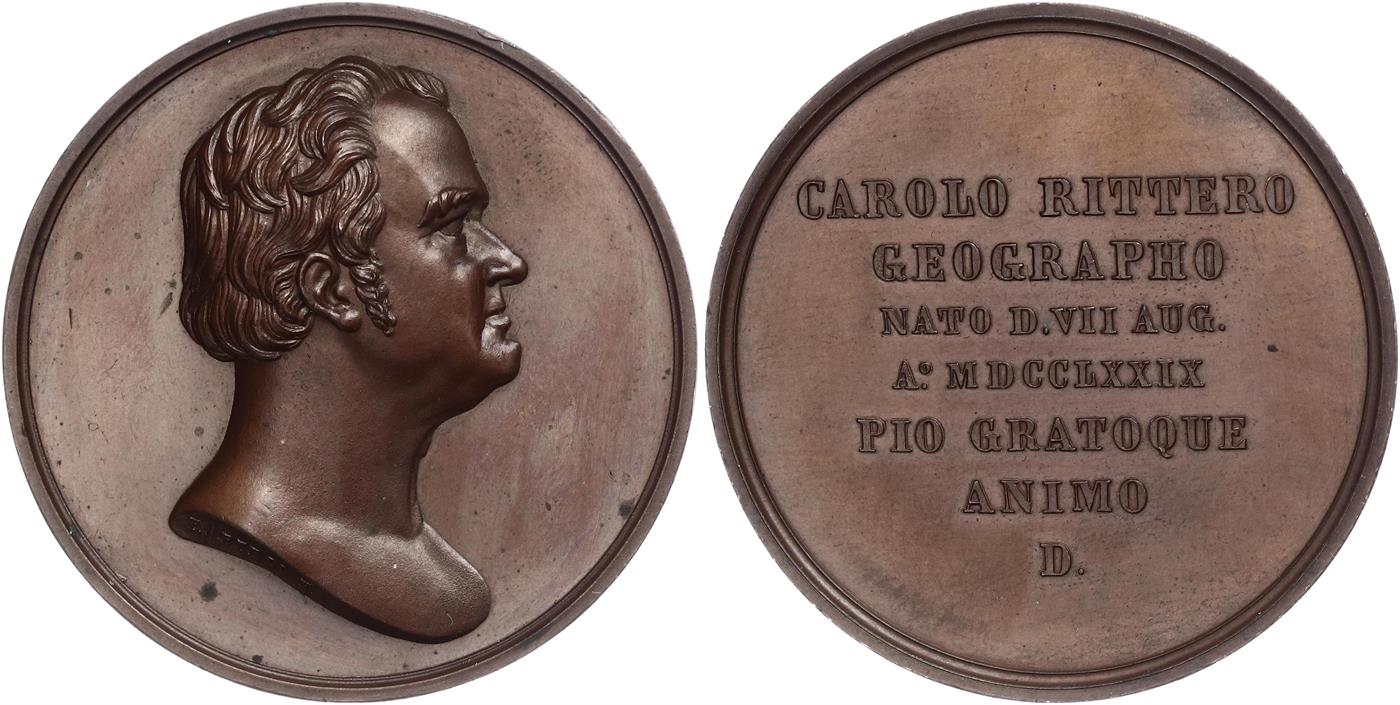 CAROLO RITTERO
GEOGRAPHO
NATO D. VII AUG.
Aº. MDCCLXXIX
PIO GRATOQUE
ANIMO
D.